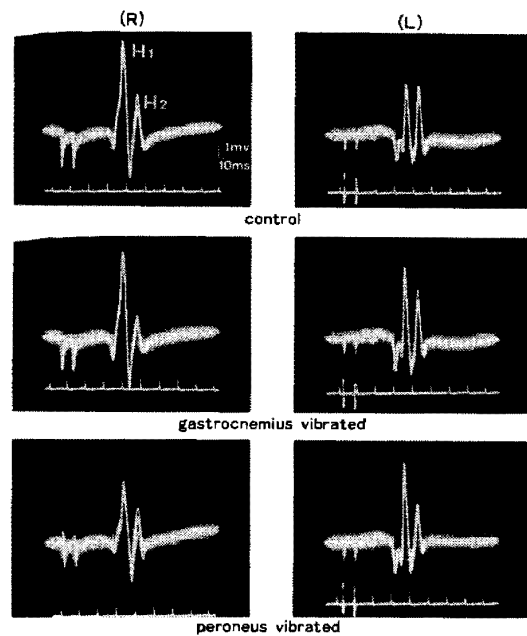 (R) (L)
H1
H2
1mv
10ms
control
gastrocnemius vibrated
peroneus vibrated